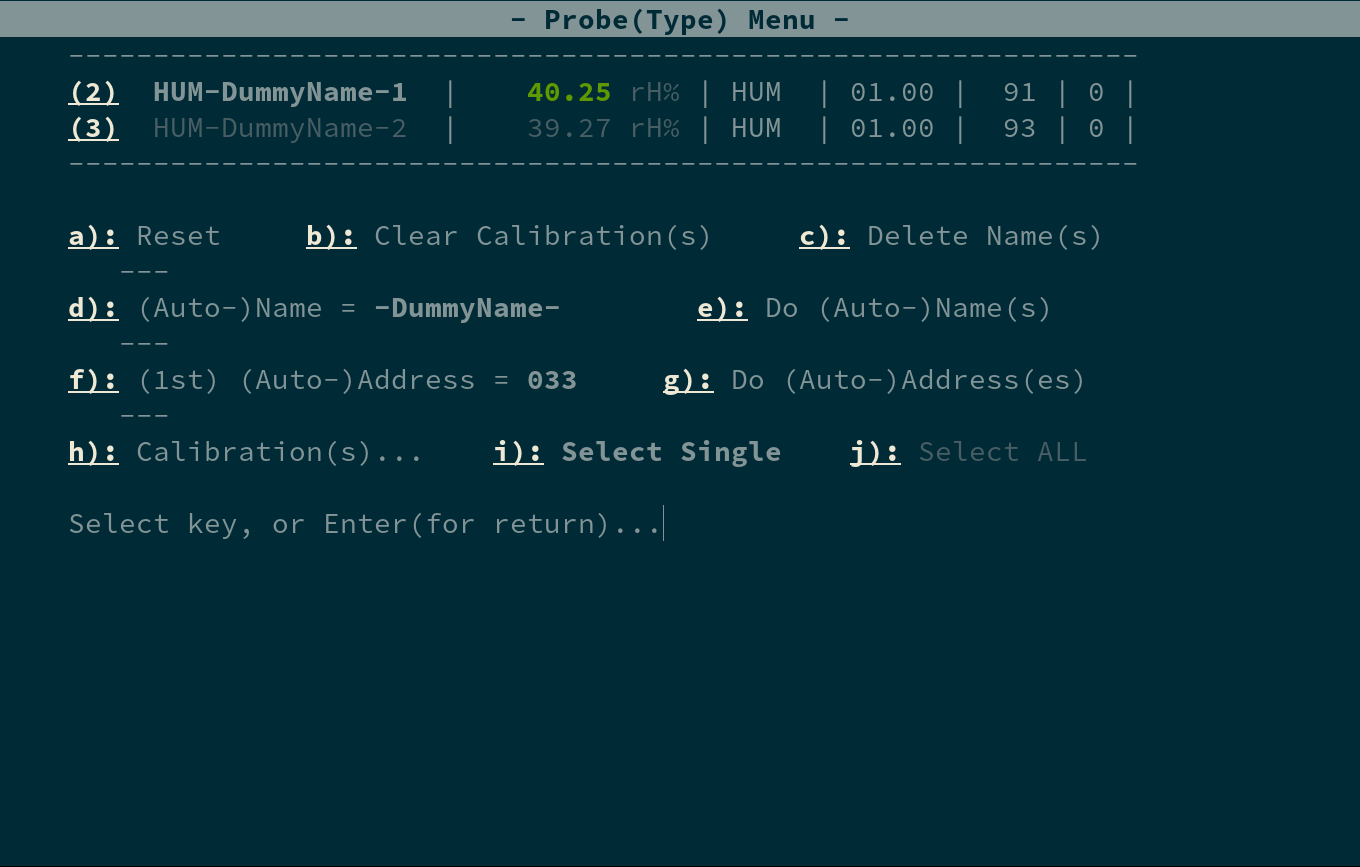 - Probe(Type) Menu -
---------------------------------------------------------------
(2)  HUM-DummyName-1  |    40.25 rH% | HUM  | 01.00 |  91 | 0 |
(3)  HUM-DummyName-2  |    39.27 rH% | HUM  | 01.00 |  93 | 0 |
---------------------------------------------------------------
a): Reset     b): Clear Calibration(s)     c): Delete Name(s)
---
d): (Auto-)Name = -DummyName-        e): Do (Auto-)Name(s)
---
f): (1st) (Auto-)Address = 033     g): Do (Auto-)Address(es)
---
h): Calibration(s)...    i): Select Single    j): Select ALL
Select key, or Enter(for return)...